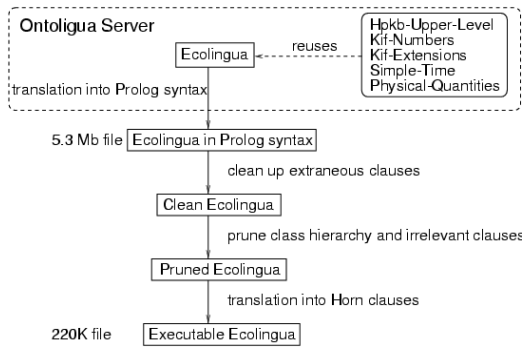 Ontoligua Server
Hpkb-Upper-Level
Kif-Numbers
Kif-Extensions
Simple-Time
Physical-Quantities
reuses
Ecolingua
translation into Prolog syntax
5.3 Mb file
Ecolingua in Prolog syntax
clean up extraneous clauses
Clean Ecolingua
prune class hierarchy and irrelevant clauses
Pruned Ecolingua
translation into Horn clauses
220K file
Executable Ecolingua